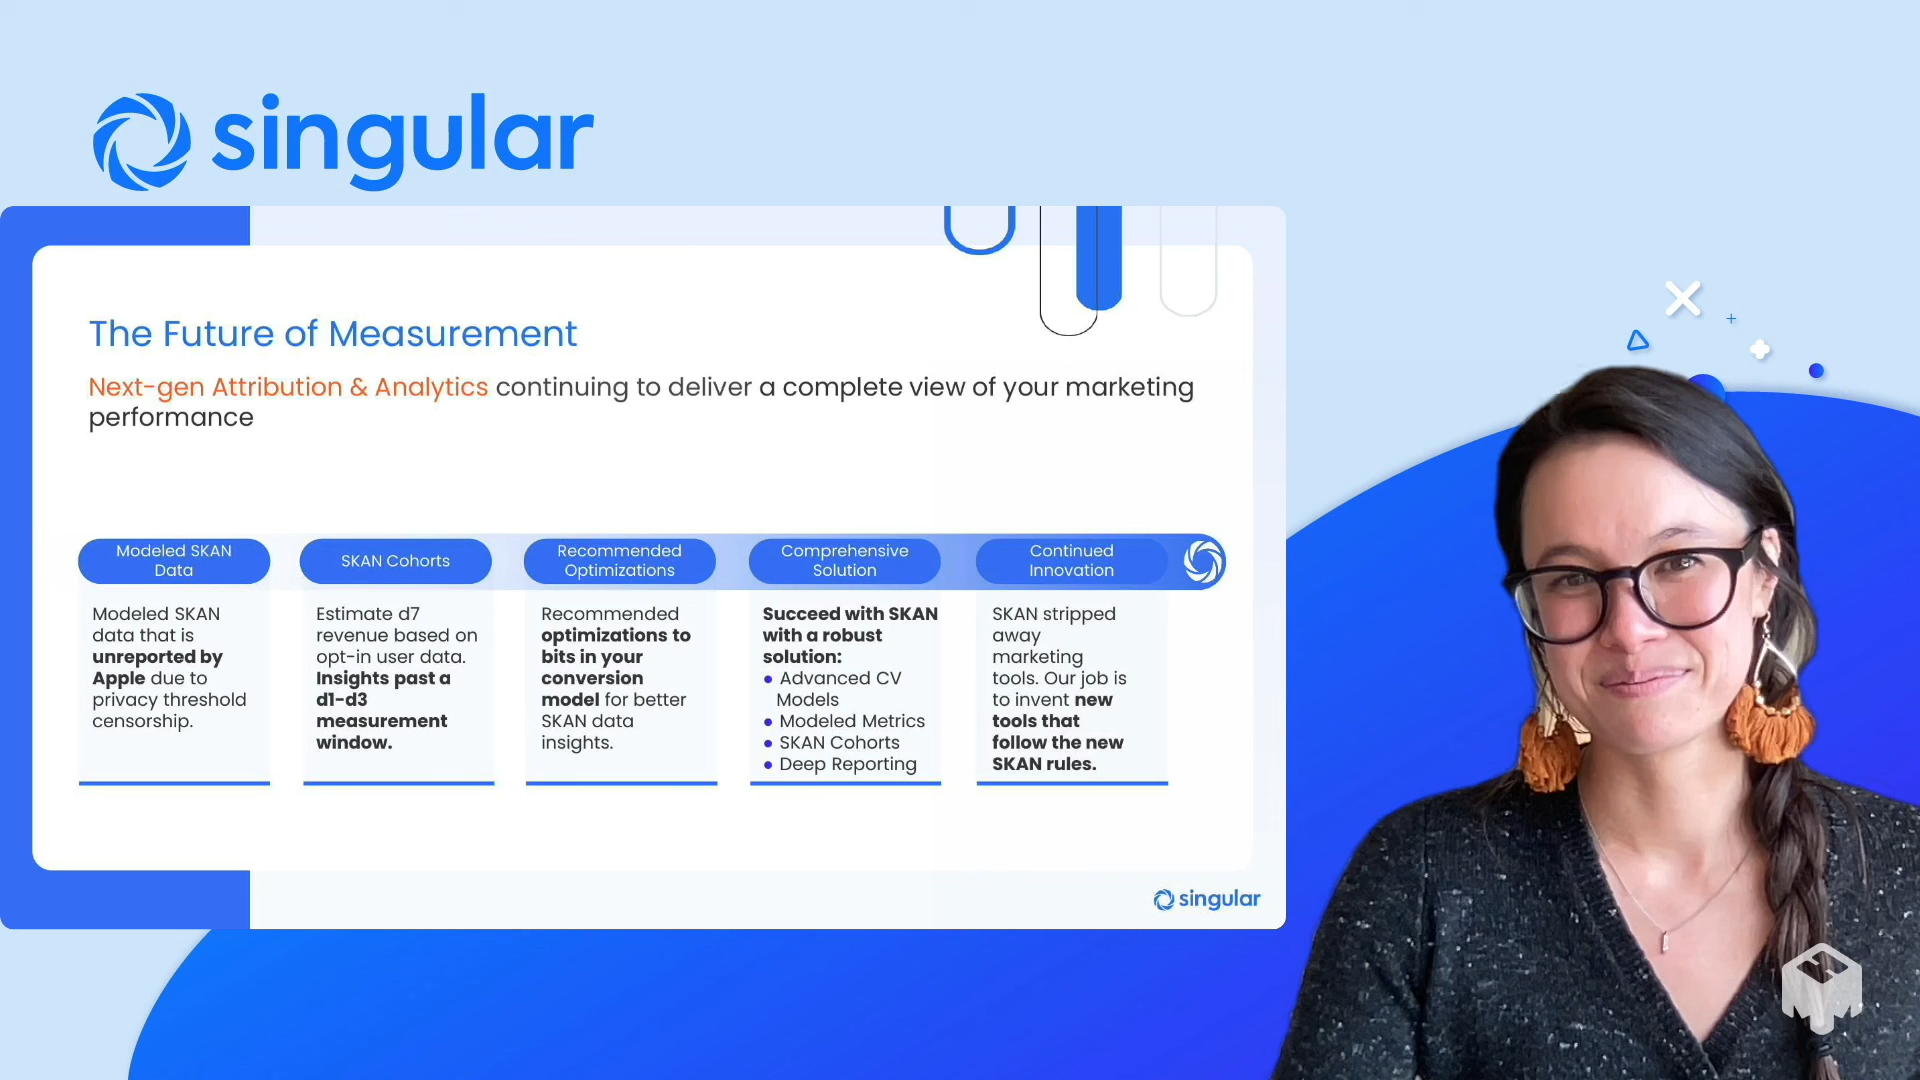 singular
The Future of Measurement
Next-gen Attribution & Analytics continuing to deliver a complete view of your marketing
performance
Modeled SKAN
Data
Modeled SKAN
data that is
unreported by
Apple due to
privacy threshold
censorship.
SKAN Cohorts
Estimate d7
revenue based on
opt-in user data.
Insights past a
d1-d3
measurement
window.
Recommended
Optimizations
Recommended
optimizations to
bits in your
conversion
model for better
SKAN data
insights.
Comprehensive
Solution
Succeed with SKAN
with a robust
solution:
● Advanced CV
Models
● Modeled Metrics
● SKAN Cohorts
● Deep Reporting
Continued
Innovation
SKAN stripped
away
marketing
tools. Our job is
to invent new
tools that
follow the new
SKAN rules.
singular